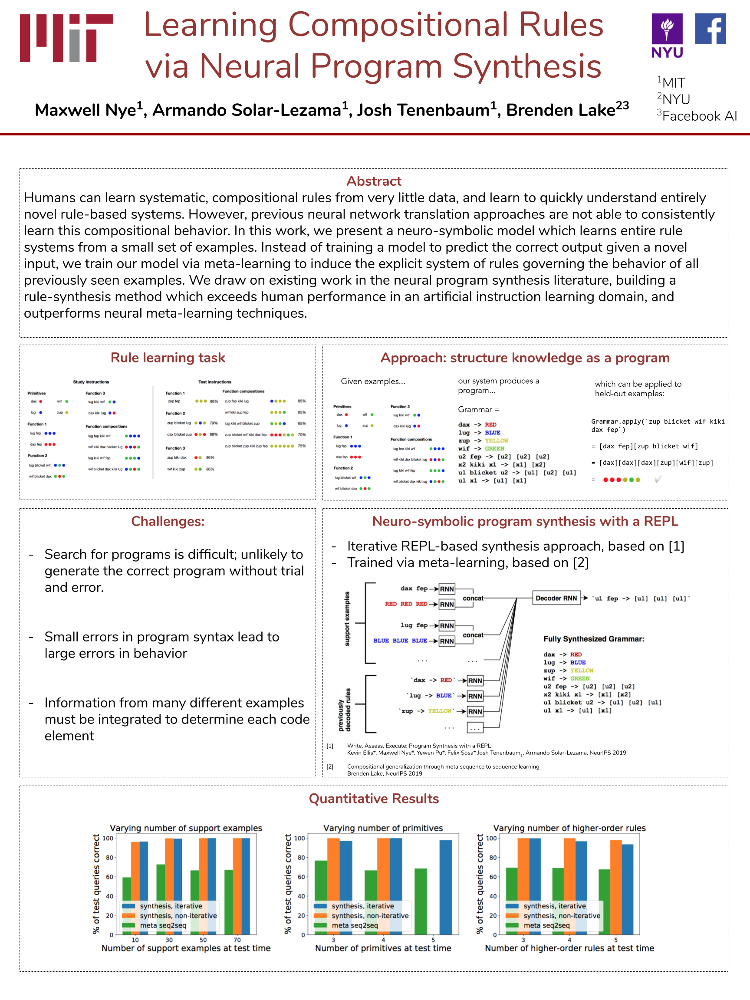 MIT
Learning Compositional Rules
via Neural Program Synthesis
NYU
f
Maxwell Nye1, Armando Solar-Lezama1, Josh Tenenbaum1, Brenden Lake23
1MIT
2NYU
3Facebook AI
Abstract
Humans can learn systematic, compositional rules from very little data, and learn to quickly understand entirely
novel rule-based systems. However, previous neural network translation approaches are not able to consistently
learn this compositional behavior. In this work, we present a neuro-symbolic model which learns entire rule
systems from a small set of examples. Instead of training a model to predict the correct output given a novel
input, we train our model via meta-learning to induce the explicit system of rules governing the behavior of all
previously seen examples. We draw on existing work in the neural program synthesis literature, building a
rule-synthesis method which exceeds human performance in an artificial instruction learning domain, and
outperforms neural meta-learning techniques.
Rule learning task
Study instructions
Primitives
dax
wif
lug
zup
Function 1
lug fep
dax fep
Function 2
lug blicket wif
wif blicket dax
Function 3
lug kiki wif
dax kiki lug
Function compositions
lug fep kiki wif
wif kiki dax blicket lug
lug kiki wif fep
wif blicket dax kiki lug
Test instructions
Function 1
zup fep 88%
Function 2
zup blicket lug 79%
dax blicket zup 88%
Function 3
zup kiki dax 86%
wif kiki zup 86%
Function compositions
zup fep kiki lug 85%
wif kiki zup fep 85%
lug kiki wif blicket zup 65%
zup blicket wif kiki dax fep 70%
zup blicket zup kiki zup fep 75%
Approach: structure knowledge as a program
Given examples...
Primitives
dax
wif
lug
zup
Function 1
lug fep
dax fep
Function 2
lug blicket wif
wif blicket dax
Function 3
lug kiki wif
dax kiki lug
Function compositions
lug fep kiki wif
wif kiki dax blicket lug
lug kiki wif fep
wif blicket dax kiki lug
our system produces a
program...
Grammar =
dax -> RED
lug -> BLUE
zup -> YELLOW
wif -> GREEN
u2 fep -> [u2] [u2] [u2]
x2 kiki x1 -> [x1] [x2]
u1 blicket u2 -> [u1] [u2] [u1]
u1 x1 -> [u1] [x1]
which can be applied to
held-out examples:
Grammar.apply(`zup blicket wif kiki
dax fep`)
= [dax fep][zup blicket wif]
= [dax][dax][dax][zup][wif][zup]
=
Challenges:
- Search for programs is difficult; unlikely to
generate the correct program without trial
and error.
- Small errors in program syntax lead to
large errors in behavior
- Information from many different examples
must be integrated to determine each code
element
Neuro-symbolic program synthesis with a REPL
- Iterative REPL-based synthesis approach, based on [1]
- Trained via meta-learning, based on [2]
support examples
dax fep RNN
concat
RED RED RED RNN
lug fep RNN
concat
BLUE BLUE BLUE RNN
... ...
previously
decoded rules
`dax -> RED` RNN
`lug -> BLUE` RNN
`zup -> YELLOW` RNN
... ...
Decoder RNN `u1 fep -> [u1] [u1] [u1]`
Fully Synthesized Grammar:
dax -> RED
lug -> BLUE
zup -> YELLOW
wif -> GREEN
u2 fep -> [u2] [u2] [u2]
x2 kiki x1 -> [x1] [x2]
u1 blicket u2 -> [u1] [u2] [u1]
u1 x1 -> [u1] [x1]
[1] Write, Assess, Execute: Program Synthesis with a REPL
Kevin Ellis*, Maxwell Nye*, Yewen Pu*, Felix Sosa* Josh Tenenbaum1, Armando Solar-Lezama, NeurIPS 2019
[2] Compositional generalization through meta sequence to sequence learning
Brenden Lake, NeurIPS 2019
Quantitative Results
Varying number of support examples
% of test queries correct
100
80
60
40
20
0
synthesis, iterative
synthesis, non-iterative
meta seq2seq
10 30 50 70
Number of support examples at test time
Varying number of primitives
% of test queries correct
100
80
60
40
20
0
synthesis, iterative
synthesis, non-iterative
meta seq2seq
3 4 5
Number of primitives at test time
Varying number of higher-order rules
% of test queries correct
100
80
60
40
20
0
synthesis, iterative
synthesis, non-iterative
meta seq2seq
3 4 5
Number of higher-order rules at test time